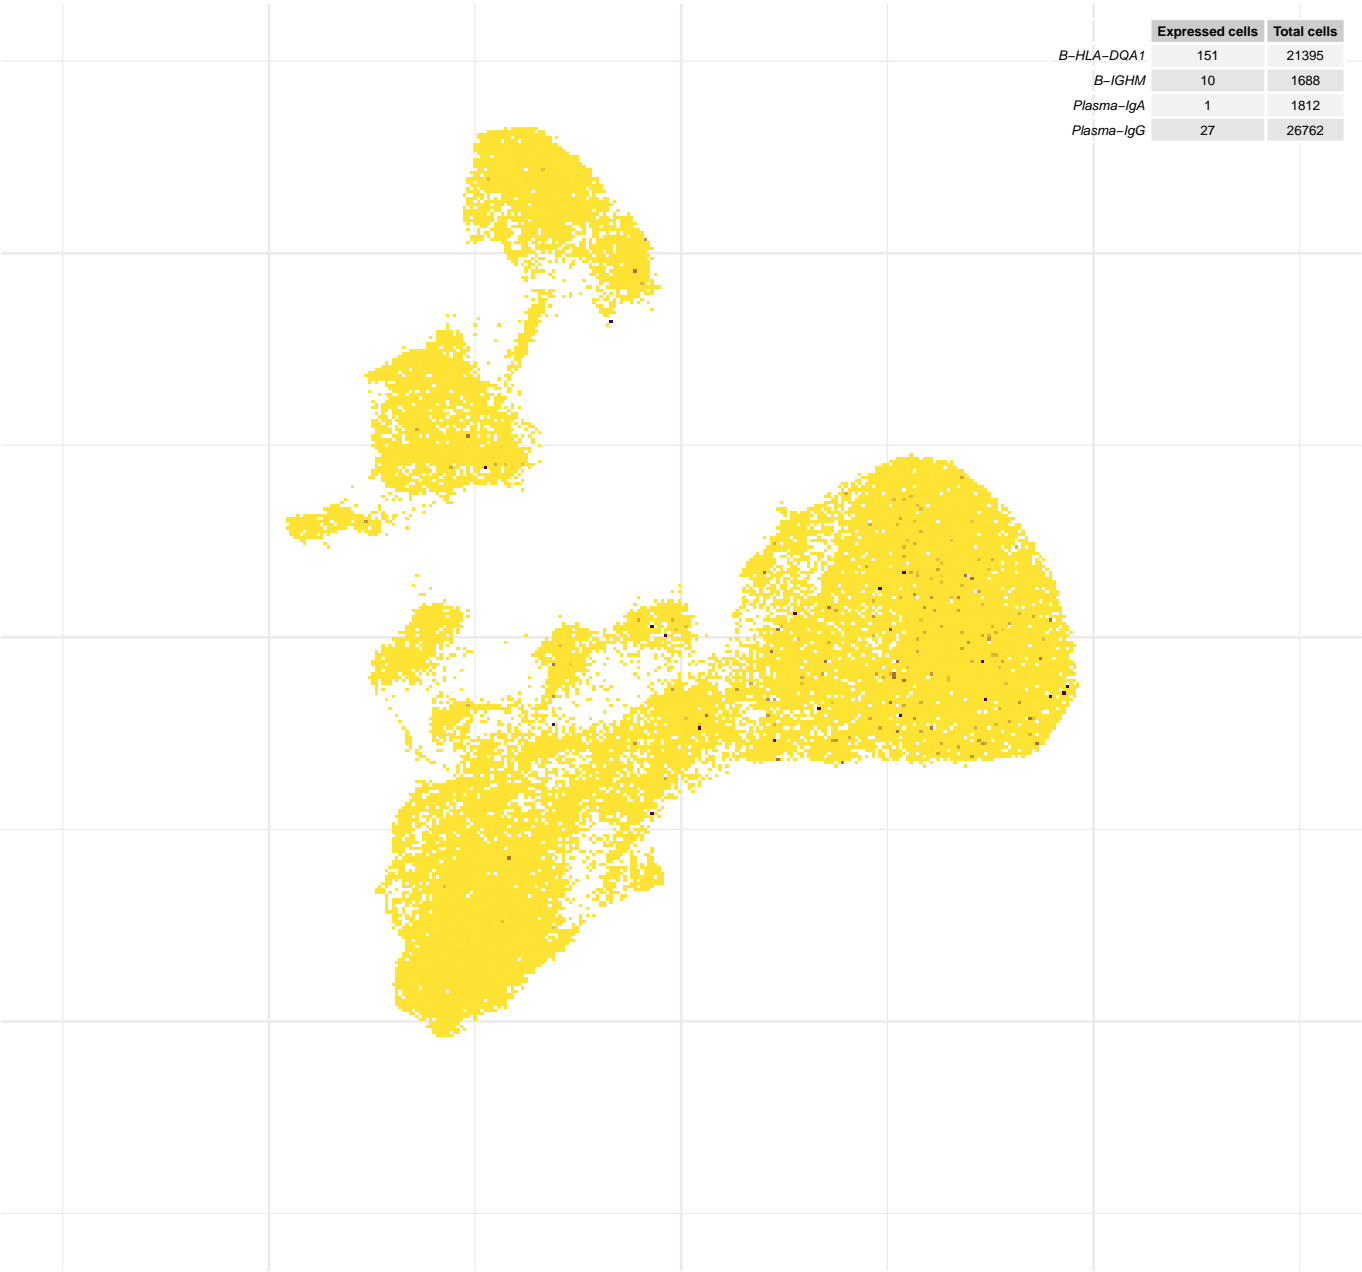 Expressed cells Total cells
B−HLA−DQA1 151 21395
B−IGHM 10 1688
Plasma−IgA 1 1812
Plasma−IgG 27 26762